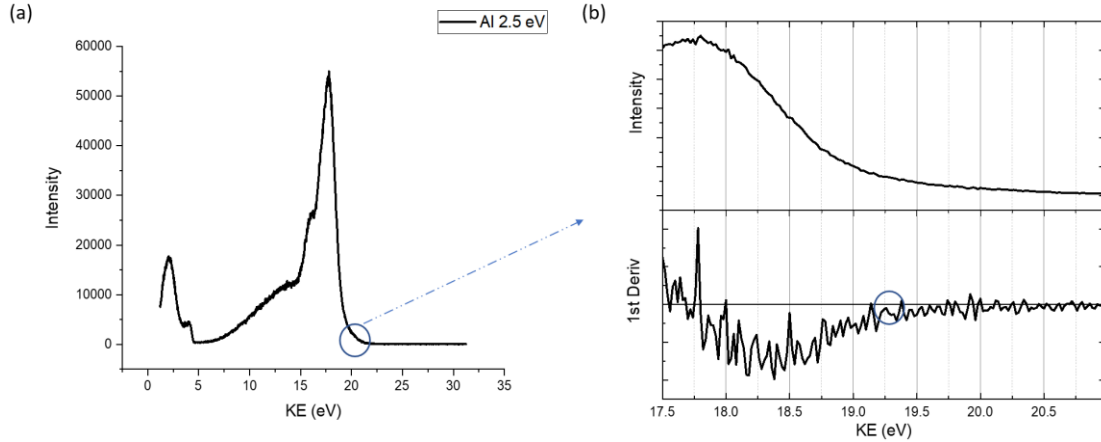 (a)
Al 2.5 eV
60000
50000
40000
30000
20000
10000
0
Intensity
0 5 10 15 20 25 30 35
KE (eV)
(b)
Intensity
1st Deriv
17.5 18.0 18.5 19.0 19.5 20.0 20.5
KE (eV)